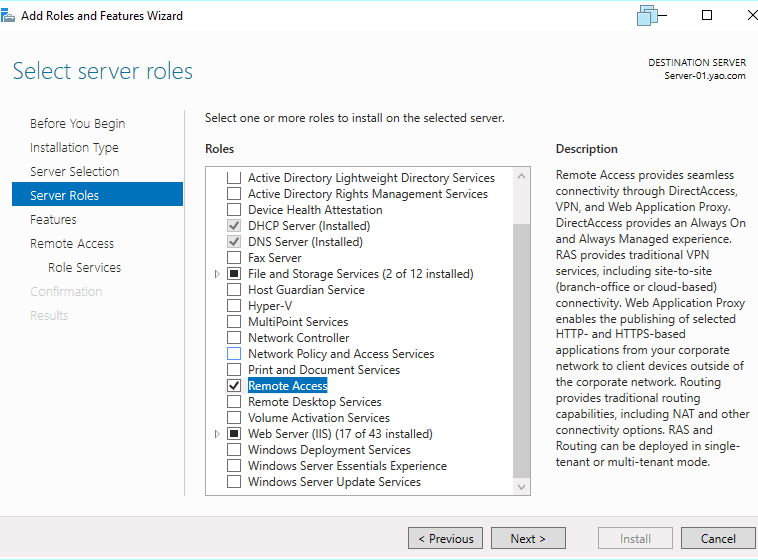 Add Roles and Features Wizard
Select server roles
DESTINATION SERVER
Server-01.yao.com
Before You Begin
Installation Type
Server Selection
Server Roles
Features
Remote Access
Role Services
Confirmation
Results
Select one or more roles to install on the selected server.
Roles
Active Directory Lightweight Directory Services
Active Directory Rights Management Services
Device Health Attestation
DHCP Server (Installed)
DNS Server (Installed)
Fax Server
File and Storage Services (2 of 12 installed)
Host Guardian Service
Hyper-V
MultiPoint Services
Network Controller
Network Policy and Access Services
Print and Document Services
Remote Access
Remote Desktop Services
Volume Activation Services
Web Server (IIS) (17 of 43 installed)
Windows Deployment Services
Windows Server Essentials Experience
Windows Server Update Services
Description
Remote Access provides seamless
connectivity through DirectAccess,
VPN, and Web Application Proxy.
DirectAccess provides an Always On
and Always Managed experience.
RAS provides traditional VPN
services, including site-to-site
(branch-office or cloud-based)
connectivity. Web Application Proxy
enables the publishing of selected
HTTP- and HTTPS-based
applications from your corporate
network to client devices outside of
the corporate network. Routing
provides traditional routing
capabilities, including NAT and other
connectivity options. RAS and
Routing can be deployed in single-
tenant or multi-tenant mode.
< Previous
Next >
Install
Cancel